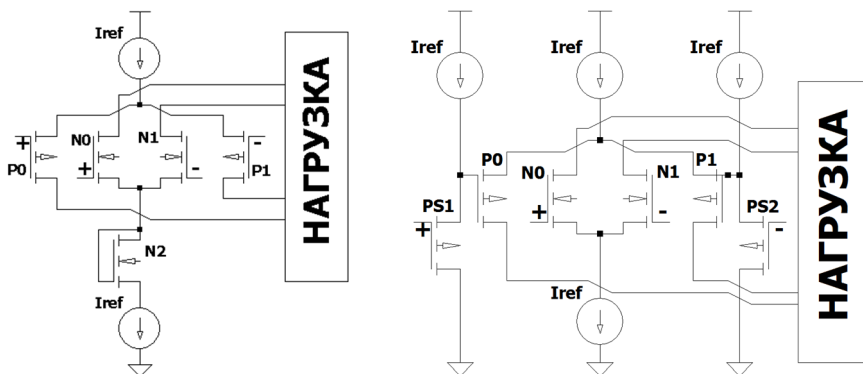 Iref
+
P0
N0
+
N1
-
-
P1
N2
Iref
НАГРУЗКА
Iref
Iref
Iref
P0
N0
N1
P1
PS1
+
+
-
PS2
-
Iref
НАГРУЗКА